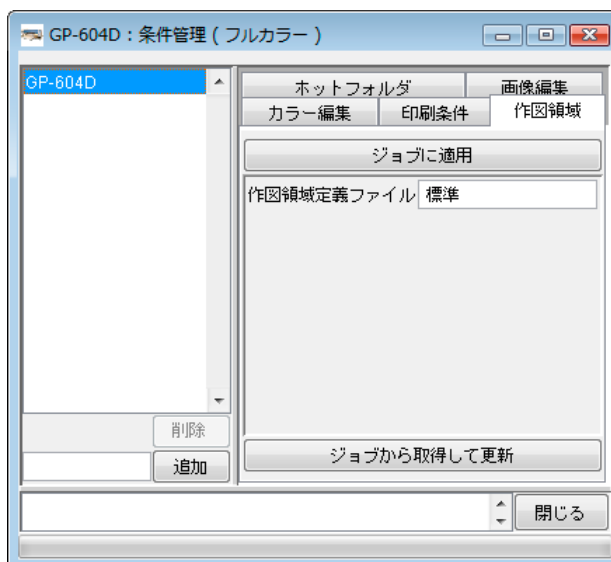 GP-604D：条件管理 ( フルカラー )
GP-604D
ホットフォルダ 画像編集
カラー編集 印刷条件 作図領域
ジョブに適用
作図領域定義ファイル 標準
削除
追加
ジョブから取得して更新
閉じる